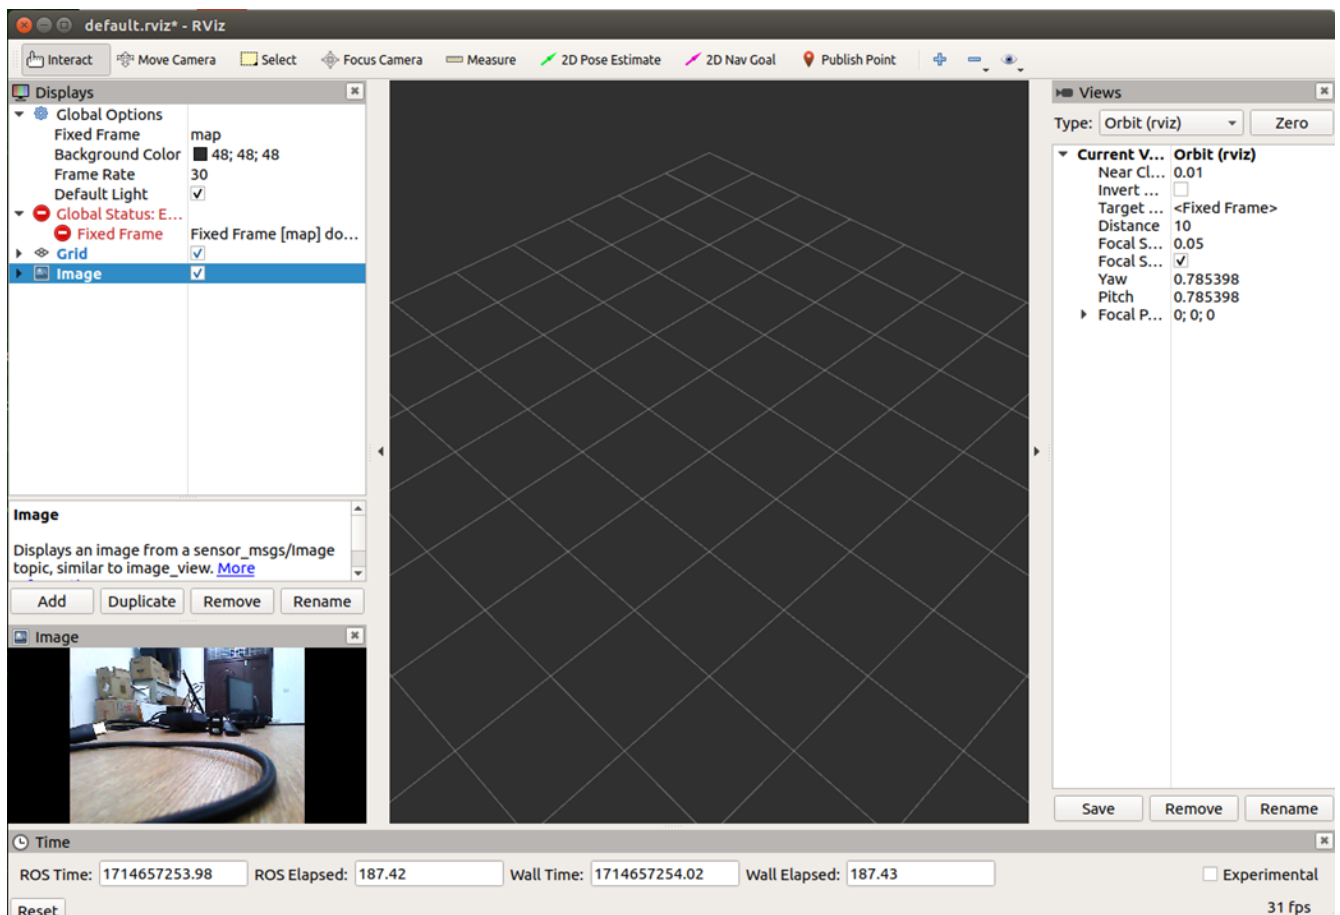 default.rviz* - RViz
Interact Move Camera Select Focus Camera Measure 2D Pose Estimate 2D Nav Goal Publish Point
Displays
Global Options
Fixed Frame map
Background Color 48; 48; 48
Frame Rate 30
Default Light
Global Status: E...
Fixed Frame Fixed Frame [map] do...
Grid
Image
Image
Displays an image from a sensor_msgs/Image
topic, similar to image_view. More
Add Duplicate Remove Rename
Image
Views
Type: Orbit (rviz) Zero
Current V... Orbit (rviz)
Near Cl... 0.01
Invert ...
Target ... <Fixed Frame>
Distance 10
Focal S... 0.05
Focal S...
Yaw 0.785398
Pitch 0.785398
Focal P... 0; 0; 0
Save Remove Rename
Time
ROS Time: 1714657253.98 ROS Elapsed: 187.42 Wall Time: 1714657254.02 Wall Elapsed: 187.43 Experimental
Reset 31 fps